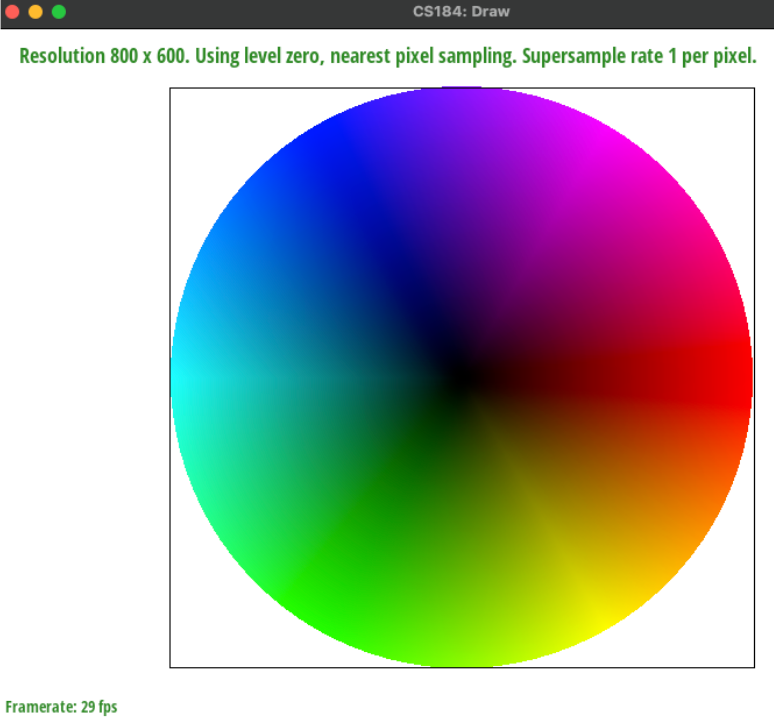 CS184: Draw
Resolution 800 x 600. Using level zero, nearest pixel sampling. Supersample rate 1 per pixel.
Framerate: 29 fps